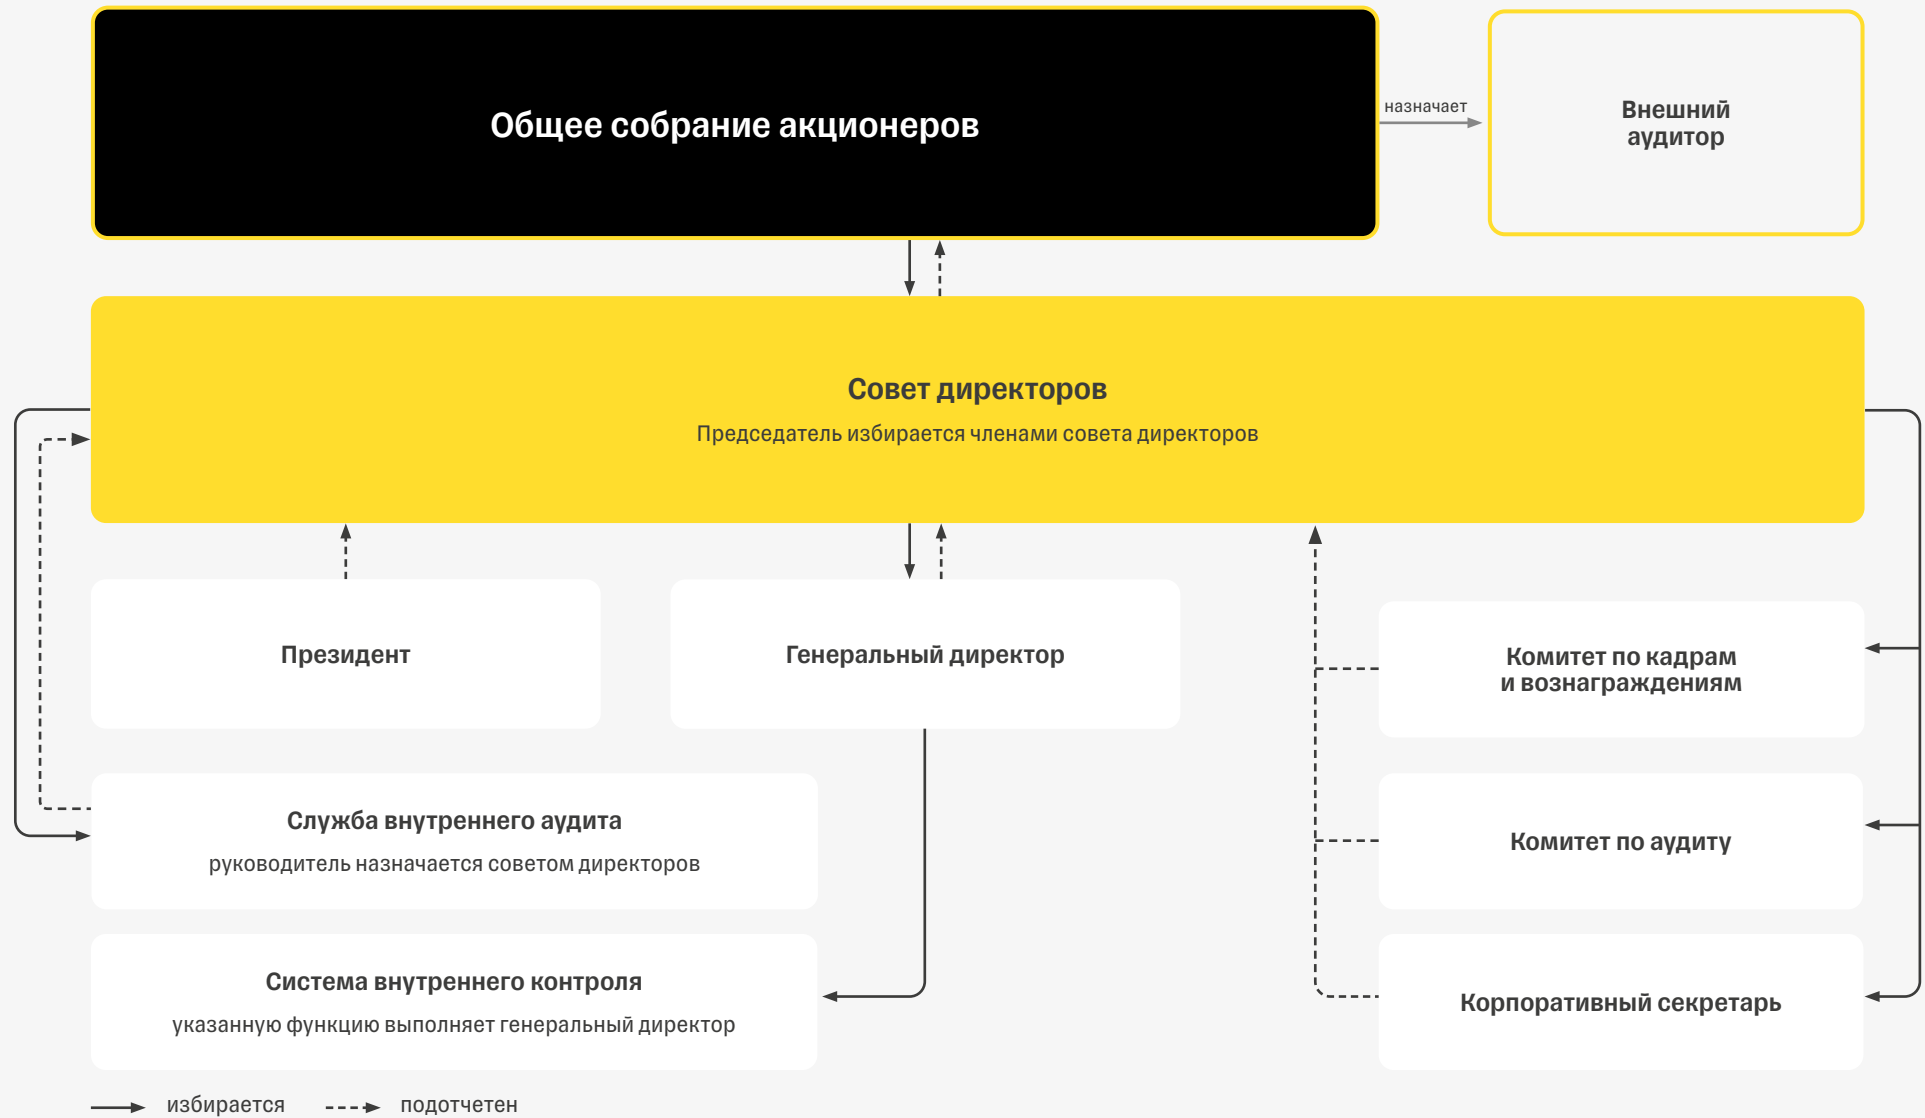 Общее собрание акционеров
назначает
Внешний
аудитор
Совет директоров
Председатель избирается членами совета директоров
Президент
Генеральный директор
Комитет по кадрам
и вознаграждениям
Служба внутреннего аудита
руководитель назначается советом директоров
Комитет по аудиту
Система внутреннего контроля
указанную функцию выполняет генеральный директор
Корпоративный секретарь
избирается
подотчетен